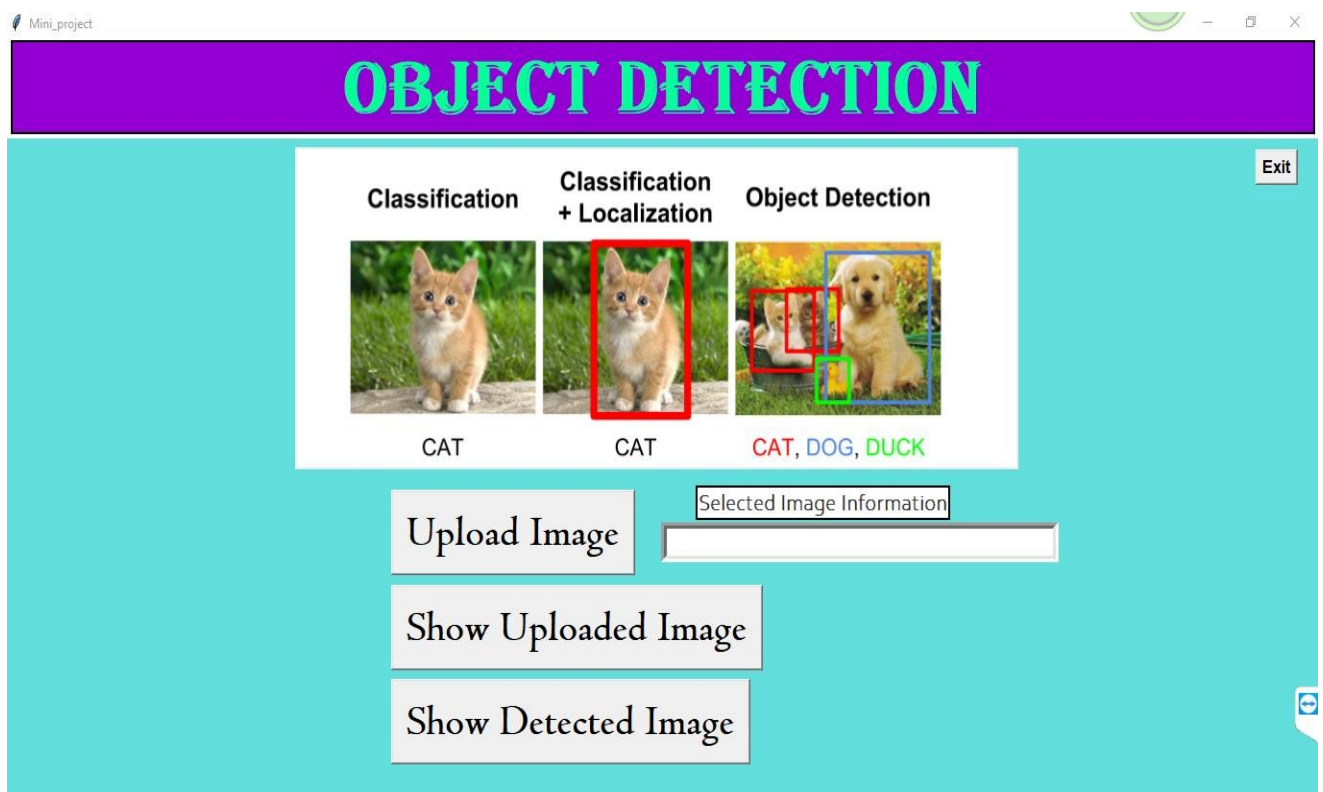 Mini_project
OBJECT DETECTION
Exit
Classification
Classification
+ Localization
Object Detection
CAT
CAT
CAT, DOG, DUCK
Upload Image
Selected Image Information
Show Uploaded Image
Show Detected Image